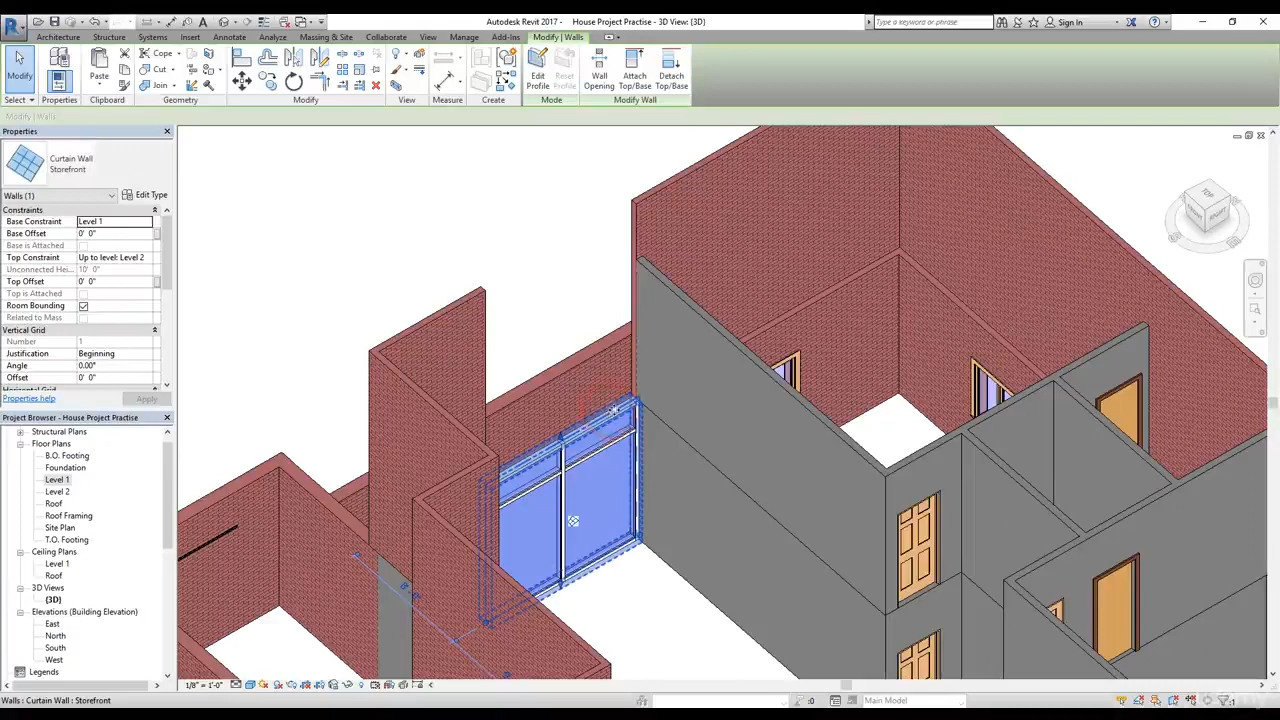 Autodesk Revit 2017 - House Project Practise - 3D View: {3D}
Type a keyword or phrase
Sign In
Architecture Structure Systems Insert Annotate Analyze Massing & Site Collaborate View Manage Add-Ins Modify | Walls
Modify
Paste
Cope
Cut
Join
Edit Profile
Reset Profile
Wall Opening
Attach Top/Base
Detach Top/Base
Select Properties Clipboard Geometry Modify View Measure Create Mode Modify Wall
Modify | Walls
Properties
Curtain Wall
Storefront
Walls (1)
Edit Type
Constraints
Base Constraint Level 1
Base Offset 0' 0"
Base is Attached
Top Constraint Up to level: Level 2
Unconnected Hei... 10' 0"
Top Offset 0' 0"
Top is Attached
Room Bounding
Related to Mass
Vertical Grid
Number 1
Justification Beginning
Angle 0.00°
Offset 0' 0"
Horizontal Grid
Properties help
Apply
Project Browser - House Project Practise
Structural Plans
Floor Plans
B.O. Footing
Foundation
Level 1
Level 2
Roof
Roof Framing
Site Plan
T.O. Footing
Ceiling Plans
Level 1
Roof
3D Views
{3D}
Elevations (Building Elevation)
East
North
South
West
Legends
TOP
FRONT
RIGHT
1/8" = 1'-0"
Walls : Curtain Wall : Storefront
:0
Main Model
:1